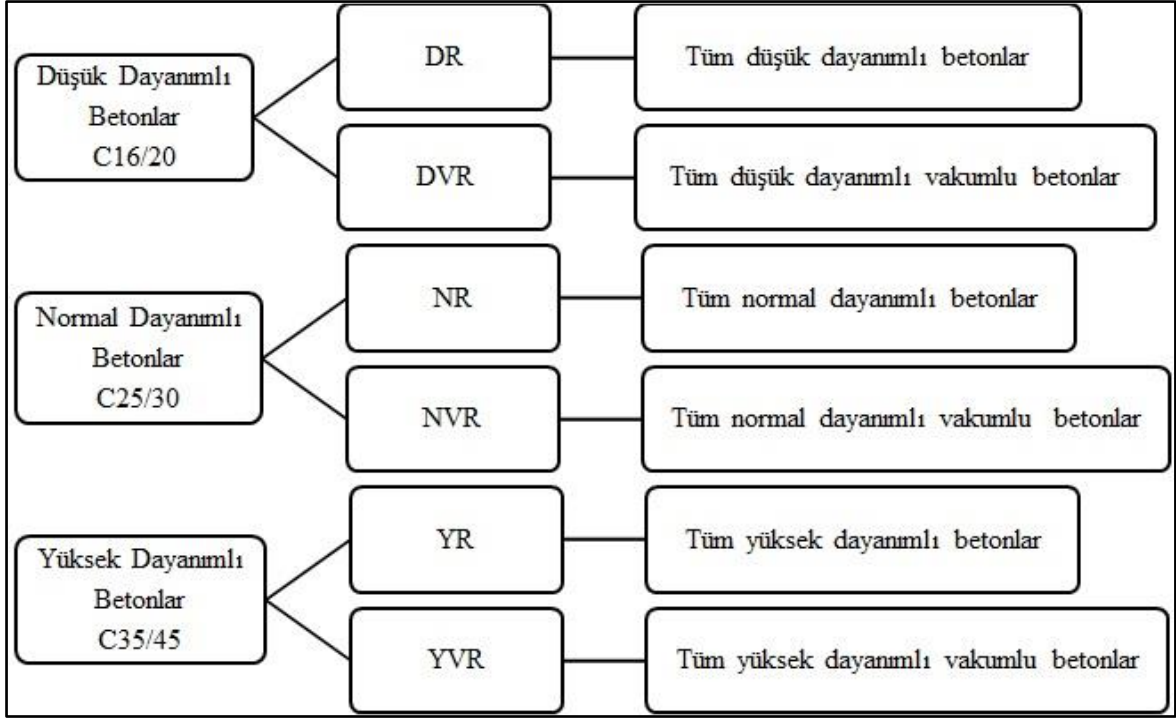 Düşük Dayanımlı
Betonlar
C16/20
DR
Tüm düşük dayanımlı betonlar
DVR
Tüm düşük dayanımlı vakumlu betonlar
Normal Dayanımlı
Betonlar
C25/30
NR
Tüm normal dayanımlı betonlar
NVR
Tüm normal dayanımlı vakumlu betonlar
Yüksek Dayanımlı
Betonlar
C35/45
YR
Tüm yüksek dayanımlı betonlar
YVR
Tüm yüksek dayanımlı vakumlu betonlar